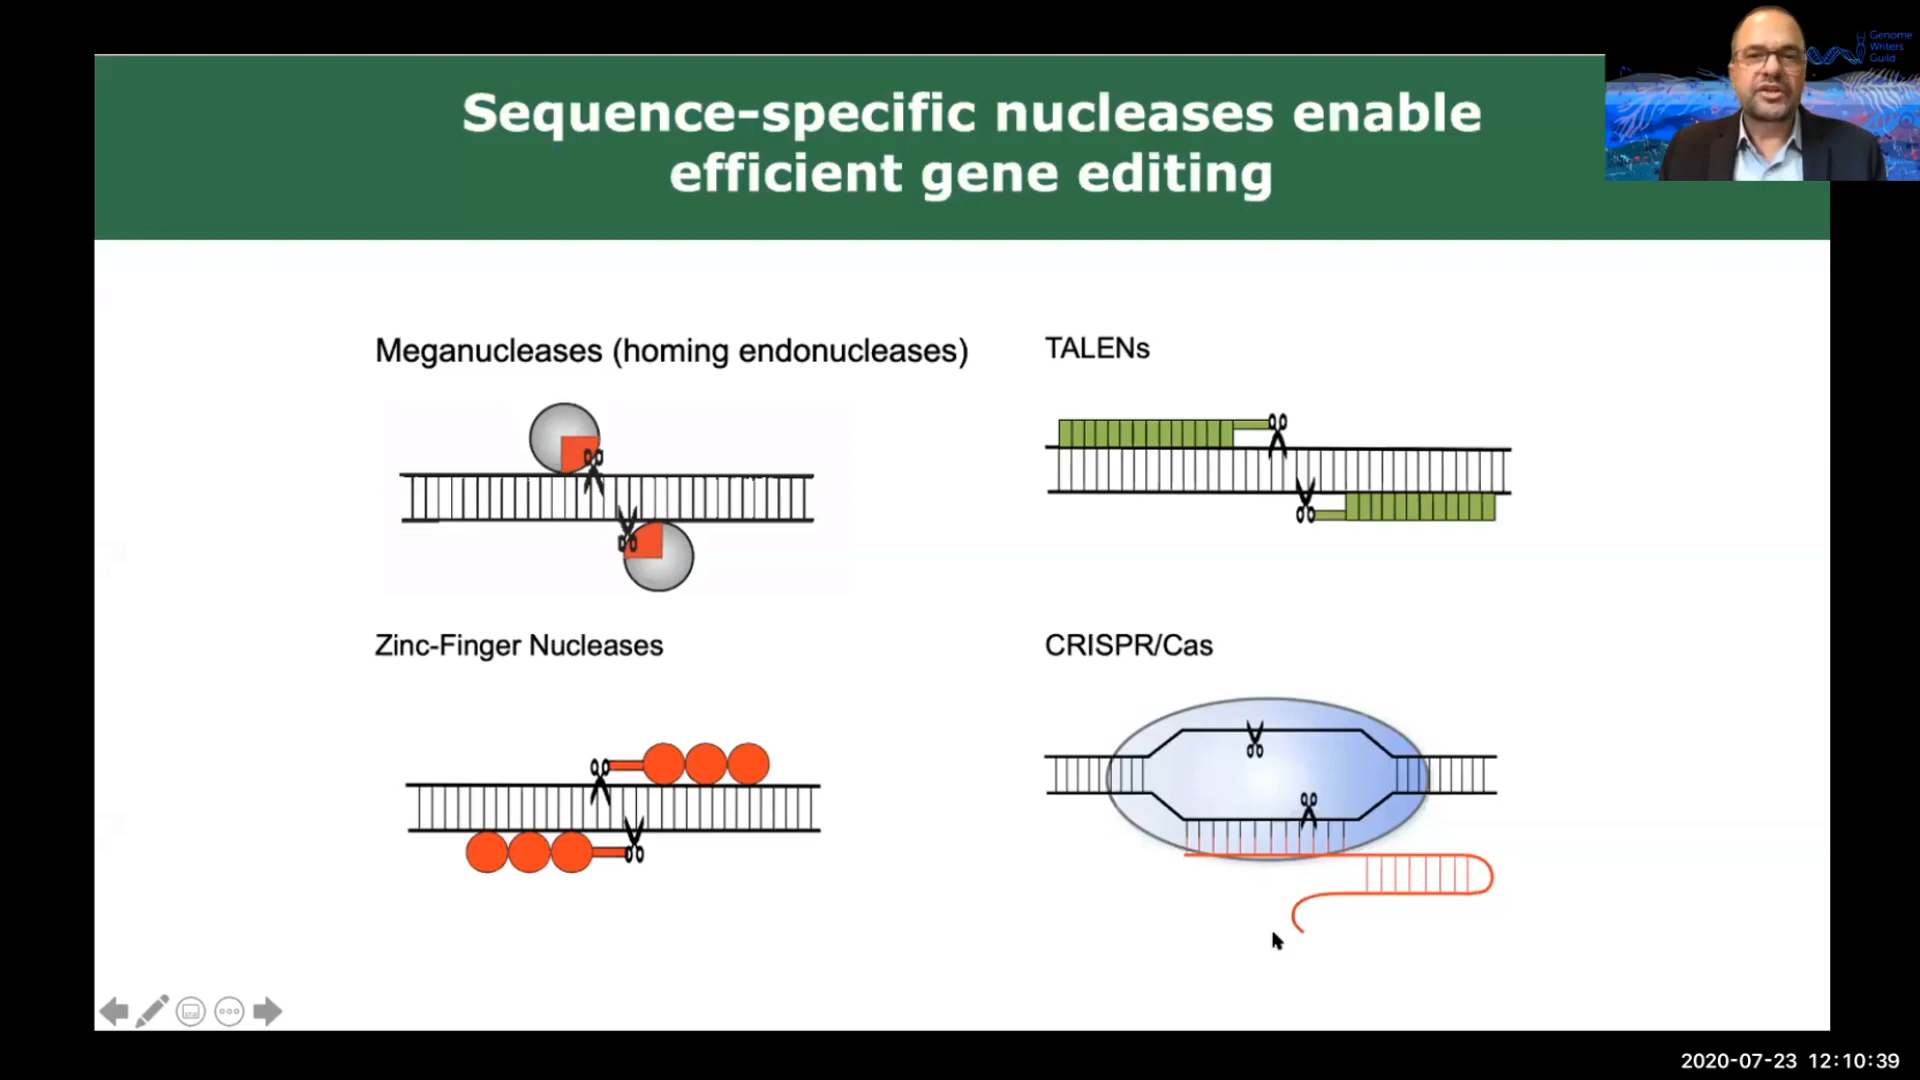 Sequence-specific nucleases enable
efficient gene editing
Genome
Writers
Guild
Meganucleases (homing endonucleases)
TALENs
Zinc-Finger Nucleases
CRISPR/Cas
2020-07-23 12:10:39